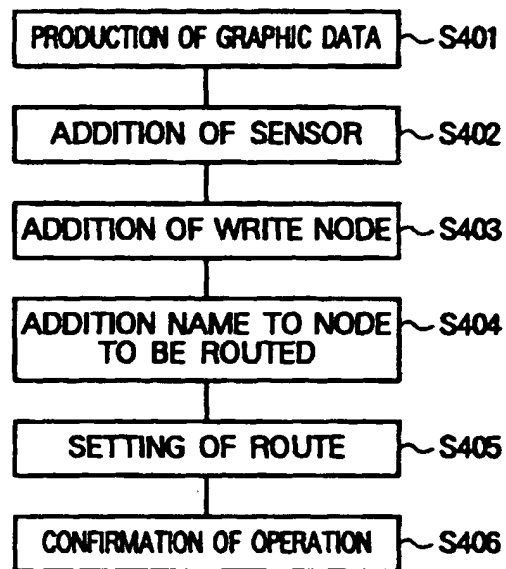 PRODUCTION OF GRAPHIC DATA S401
ADDITION OF SENSOR S402
ADDITION OF WRITE NODE S403
ADDITION NAME TO NODE S404
TO BE ROUTED
SETTING OF ROUTE S405
CONFIRMATION OF OPERATION S406